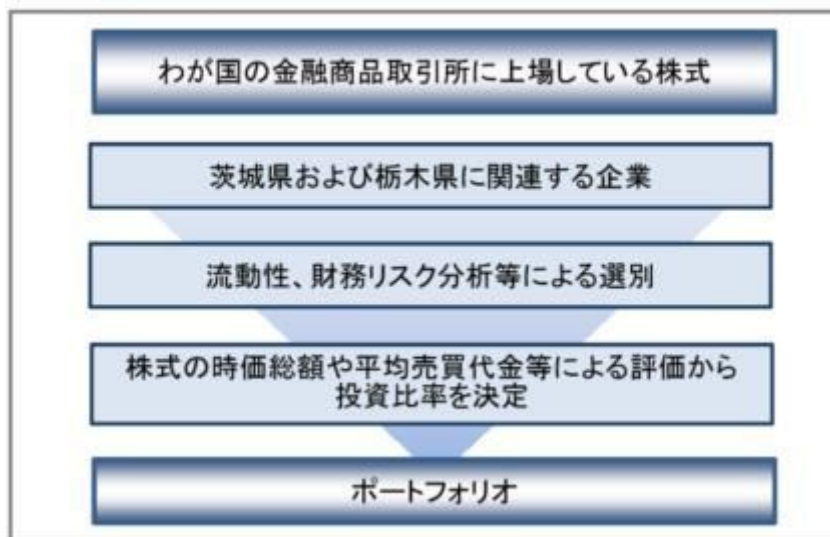 わが国の金融商品取引所に上場している株式
茨城県および栃木県に関連する企業
流動性、財務リスク分析等による選別
株式の時価総額や平均売買代金等による評価から
投資比率を決定
ポートフォリオ